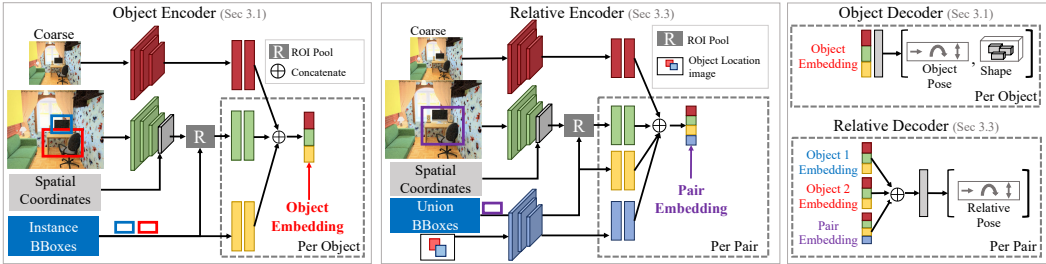 Object Encoder (Sec 3.1)
Coarse
R
ROI Pool
Concatenate
R
Spatial
Coordinates
Instance
BBoxes
Object
Embedding
Per Object
Relative Encoder (Sec 3.3)
Coarse
R
ROI Pool
Object Location
image
R
Spatial
Coordinates
Union
BBoxes
Pair
Embedding
Per Pair
Object Decoder (Sec 3.1)
Object
Embedding
Object
Pose
,
Shape
Per Object
Relative Decoder (Sec 3.3)
Object 1
Embedding
Object 2
Embedding
Pair
Embedding
Relative
Pose
Per Pair